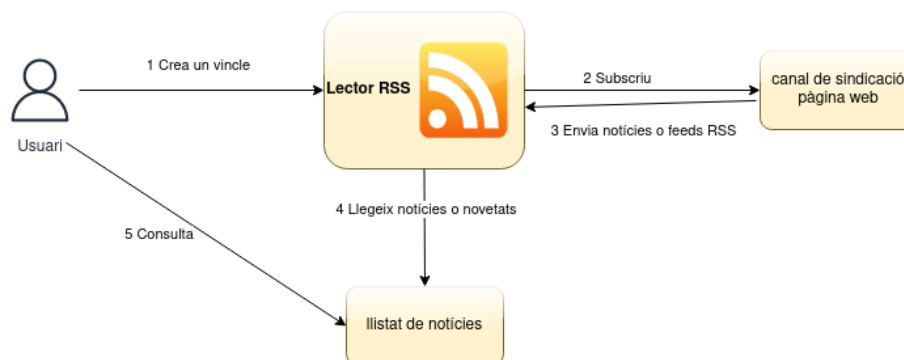 1 Crea un vincle
Lector RSS
2 Subscriu
canal de sindicació
pàgina web
3 Envia notícies o feeds RSS
Usuari
4 Llegeix notícies o novetats
5 Consulta
llistat de notícies